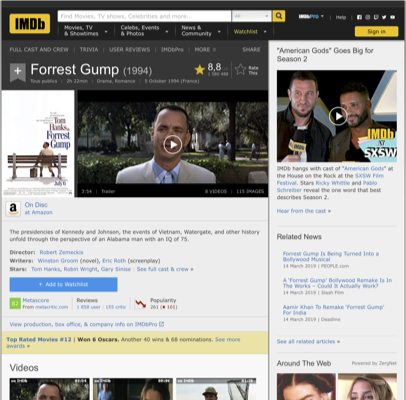 IMDb
Find Movies, TV shows, Celebrities and more...
All
IMDbPro
Help
Movies, TV
& Showtimes
Celebs, Events
& Photos
News &
Community
Watchlist
Sign in
FULL CAST AND CREW | TRIVIA | USER REVIEWS | IMDbPro | MORE
SHARE
Forrest Gump (1994)
8,8
Rate
This
Tous publics | 2h 22min | Drama, Romance | 5 October 1994 (France)
Tom
Hanks
Forrest
Gump
July 6
3:54 | Trailer
8 VIDEOS | 115 IMAGES
On Disc
at Amazon
The presidencies of Kennedy and Johnson, the events of Vietnam, Watergate, and other history
unfold through the perspective of an Alabama man with an IQ of 75.
Director: Robert Zemeckis
Writers: Winston Groom (novel), Eric Roth (screenplay)
Stars: Tom Hanks, Robin Wright, Gary Sinise | See full cast & crew »
+ Add to Watchlist
Metascore
From metacritic.com
Reviews
155 critic
Popularity
View production, box office, & company info on IMDbPro
Top Rated Movies #12 | Won 6 Oscars. Another 40 wins & 68 nominations. See more
awards »
Videos
"American Gods" Goes Big for
Season 2
IMDb
AT
SXSW
IMDb hangs with cast of "American Gods" at
the House on the Rock at the SXSW Film
Festival. Stars Ricky Whittle and Pablo
Schreiber reveal the one word that best
describes Season 2.
Hear from the cast »
Related News
Forrest Gump Is Being Turned Into a
Bollywood Musical
14 March 2019 | PEOPLE.com
A 'Forrest Gump' Bollywood Remake Is In
The Works – Could It Actually Work?
14 March 2019 | Slash Film
Aamir Khan To Remake 'Forrest Gump'
For India
14 March 2019 | Deadline
See all related articles »
Around The Web
Powered by ZergNet